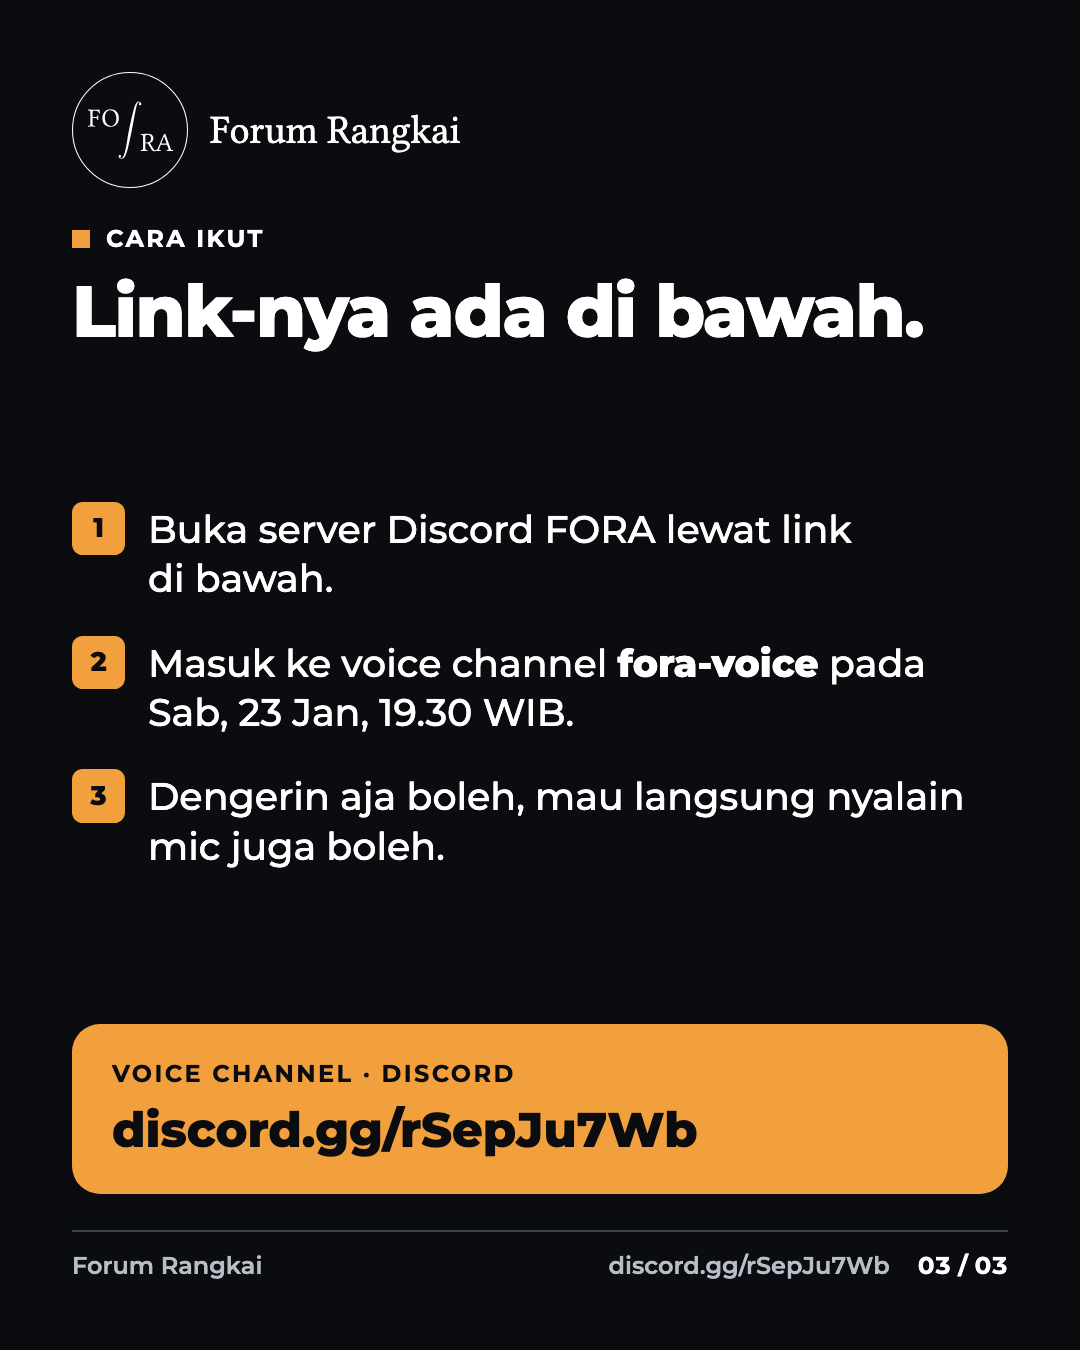 FO
RA
Forum Rangkai
CARA IKUT
Link-nya ada di bawah.
1
Buka server Discord FORA lewat link
di bawah.
2
Masuk ke voice channel fora-voice pada
Sab, 23 Jan, 19.30 WIB.
3
Dengerin aja boleh, mau langsung nyalain
mic juga boleh.
VOICE CHANNEL · DISCORD
discord.gg/rSepJu7Wb
Forum Rangkai
discord.gg/rSepJu7Wb 03 / 03